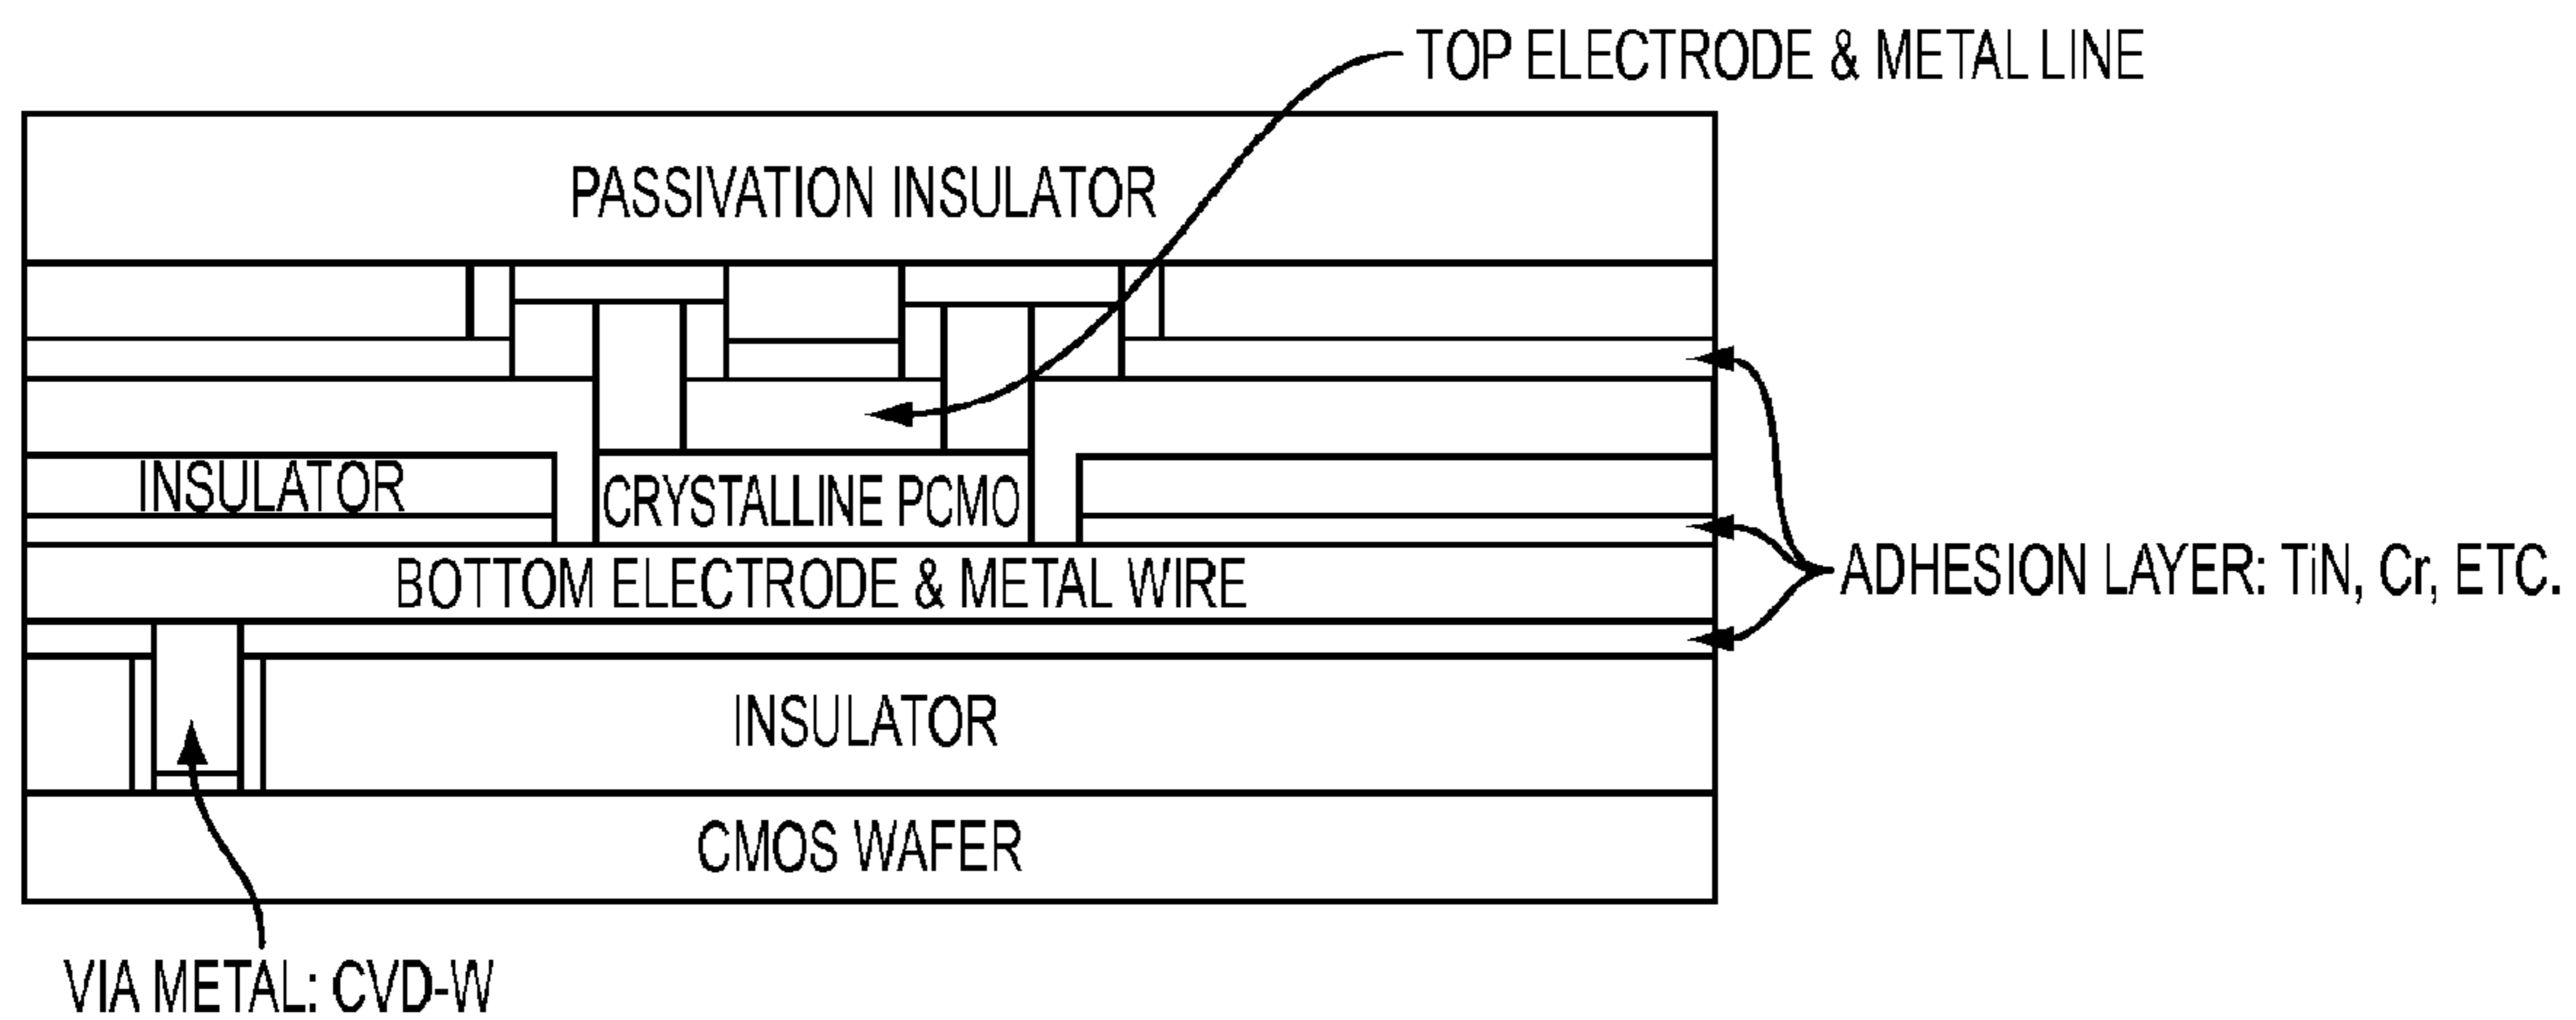 TOP ELECTRODE & METAL LINE
PASSIVATION INSULATOR
INSULATOR
CRYSTALLINE PCMO
BOTTOM ELECTRODE & METAL WIRE
ADHESION LAYER: TiN, Cr, ETC.
INSULATOR
CMOS WAFER
VIA METAL: CVD-W